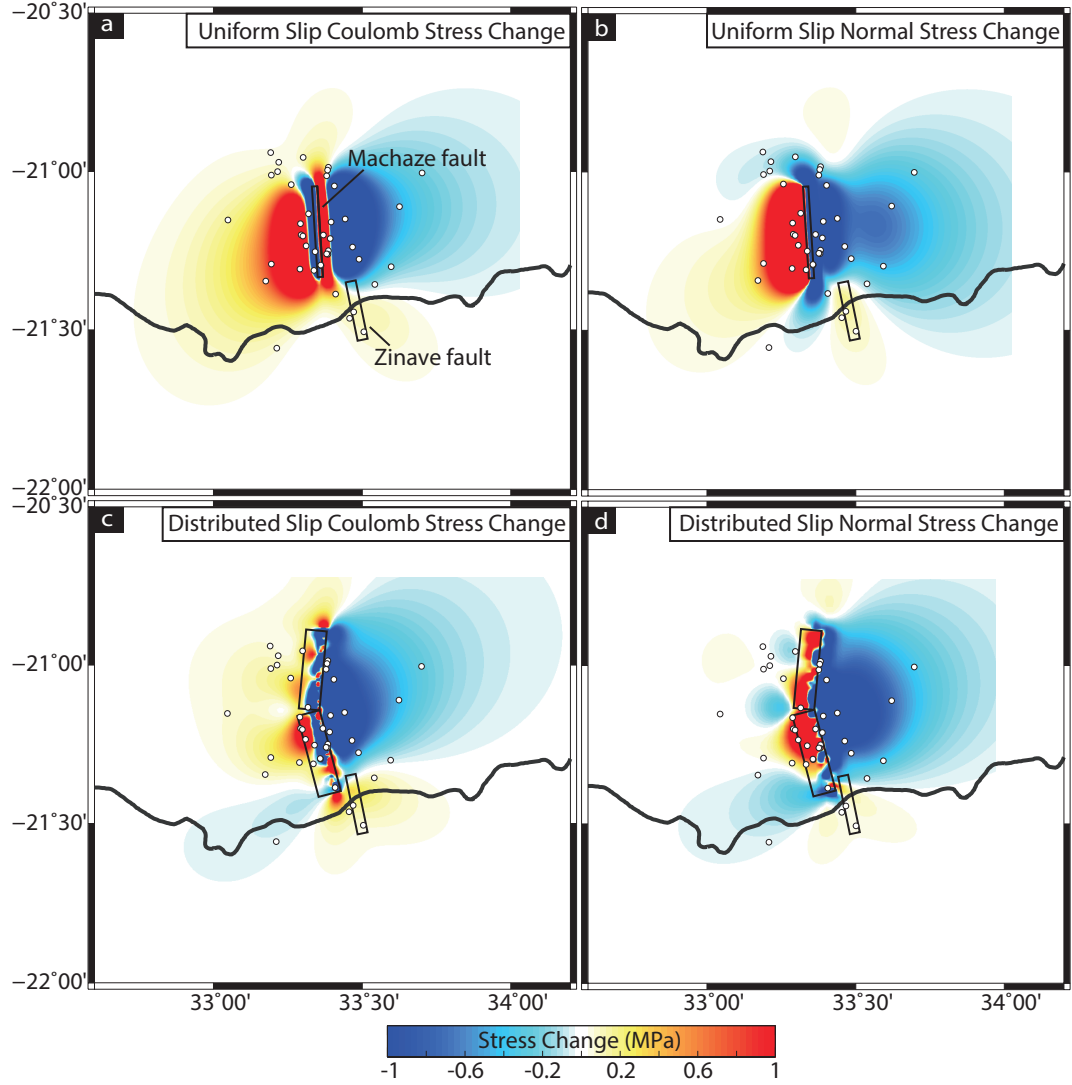 −20˚30'
a
Uniform Slip Coulomb Stress Change
b
Uniform Slip Normal Stress Change
−21˚00'
Machaze fault
−21˚30'
Zinave fault
−22˚00'
−20˚30'
c
Distributed Slip Coulomb Stress Change
d
Distributed Slip Normal Stress Change
−21˚00'
−21˚30'
−22˚00'
33˚00' 33˚30' 34˚00' 33˚00' 33˚30' 34˚00'
Stress Change (MPa)
-1 -0.6 -0.2 0.2 0.6 1